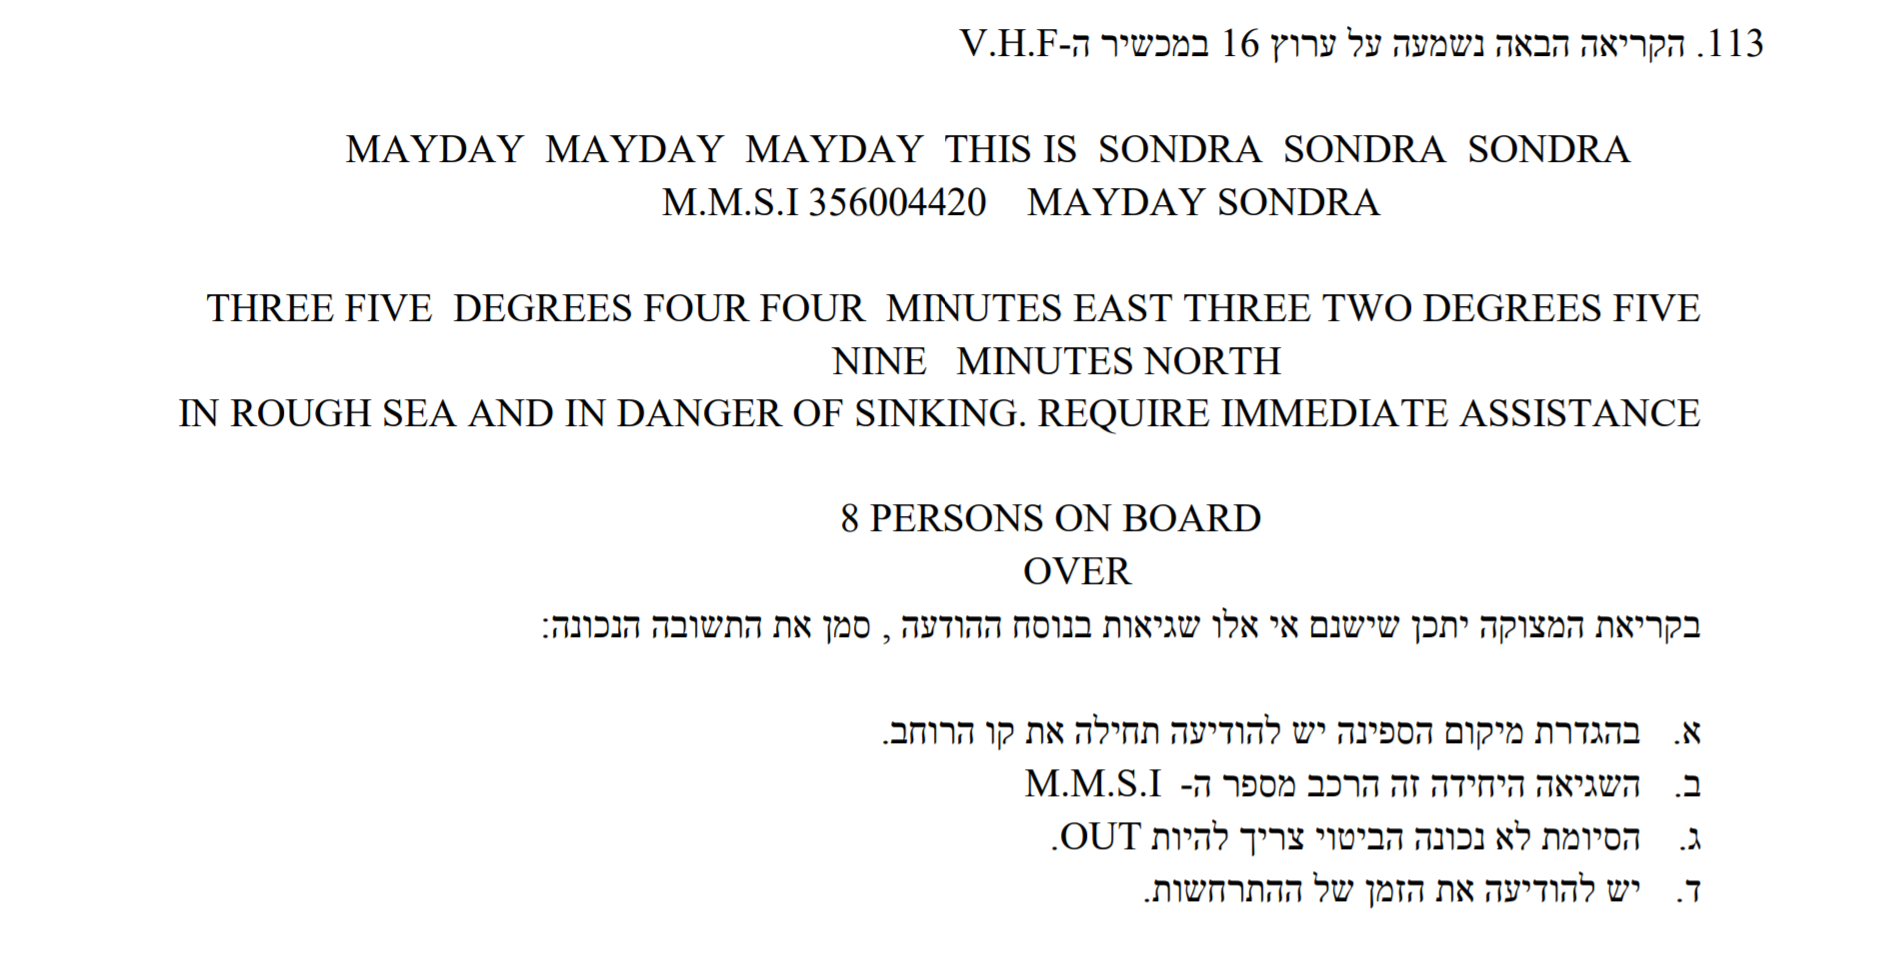 113. הקריאה הבאה נשמעה על ערוץ 16 במכשיר ה-V.H.F
MAYDAY MAYDAY MAYDAY THIS IS SONDRA SONDRA SONDRA
M.M.S.I 356004420 MAYDAY SONDRA
THREE FIVE DEGREES FOUR FOUR MINUTES EAST THREE TWO DEGREES FIVE
NINE MINUTES NORTH
IN ROUGH SEA AND IN DANGER OF SINKING. REQUIRE IMMEDIATE ASSISTANCE
8 PERSONS ON BOARD
OVER
בקריאת המצוקה יתכן שישנם אי אלו שגיאות בנוסח ההודעה , סמן את התשובה הנכונה:
א. בהגדרת מיקום הספינה יש להודיעה תחילה את קו הרוחב.
ב. השגיאה היחידה זה הרכב מספר ה- M.M.S.I
ג. הסיומת לא נכונה הביטוי צריך להיות OUT.
ד. יש להודיעה את הזמן של ההתרחשות.